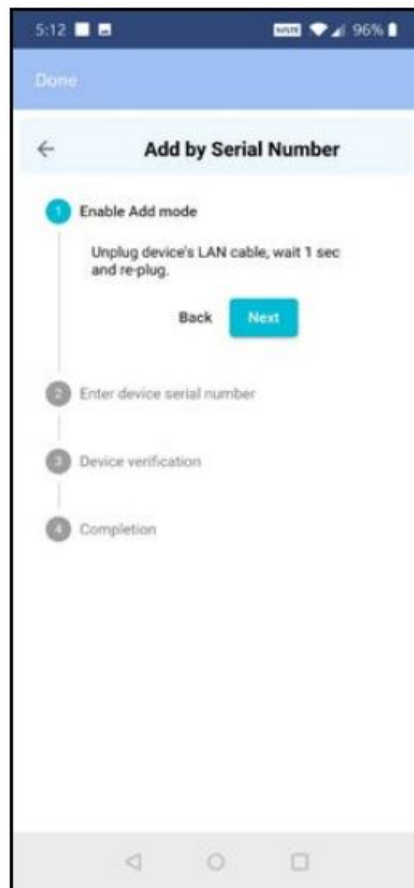 5:12 96%
Done
Add by Serial Number
1 Enable Add mode
Unplug device's LAN cable, wait 1 sec
and re-plug.
Back Next
2 Enter device serial number
3 Device verification
4 Completion